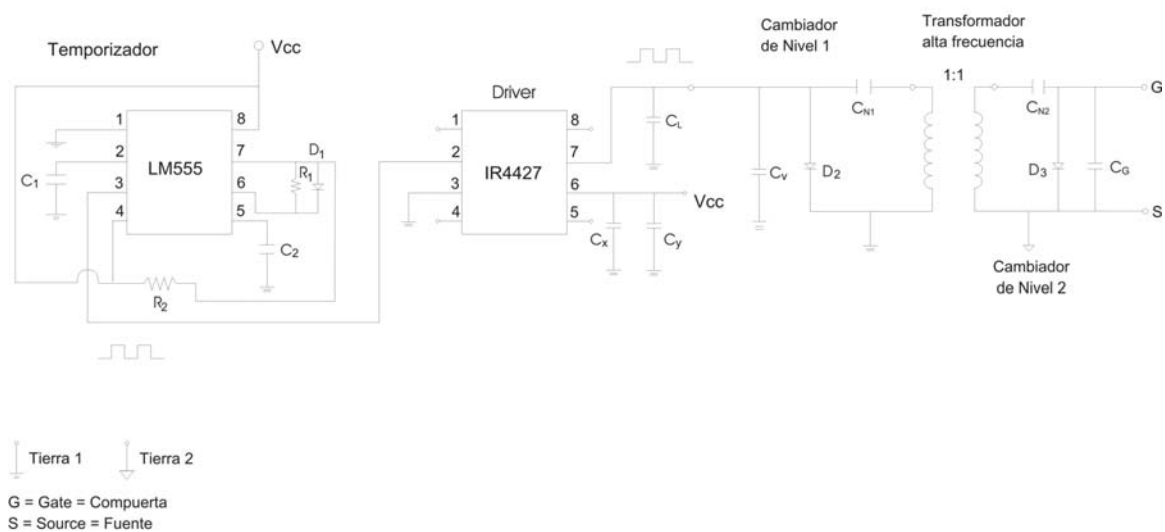 Temporizador
Vcc
1
2
3
4
8
7
6
5
LM555
C1
D1
R1
C2
R2
Driver
1
2
3
4
8
7
6
5
IR4427
CL
Vcc
Cx
Cy
Cambiador
de Nivel 1
Cv
D2
CN1
Transformador
alta frecuencia
1:1
CN2
D3
CG
G
S
Cambiador
de Nivel 2
Tierra 1
Tierra 2
G = Gate = Compuerta
S = Source = Fuente